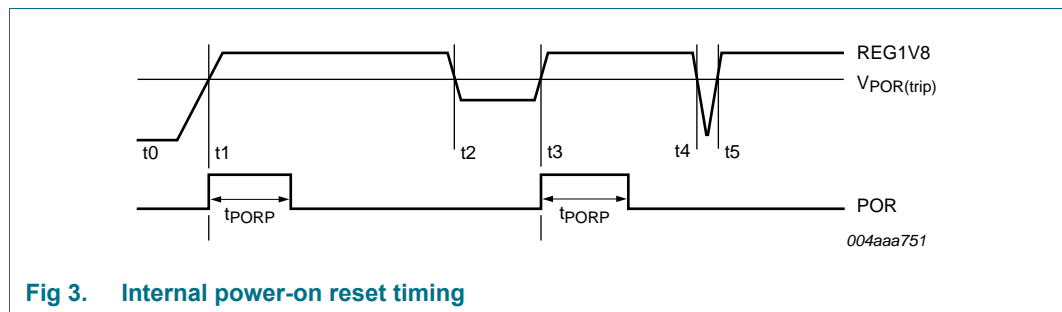 REG1V8
VPOR(trip)
t0 t1 t2 t3 t4 t5
tPORP tPORP POR
004aaa751
Fig 3. Internal power-on reset timing